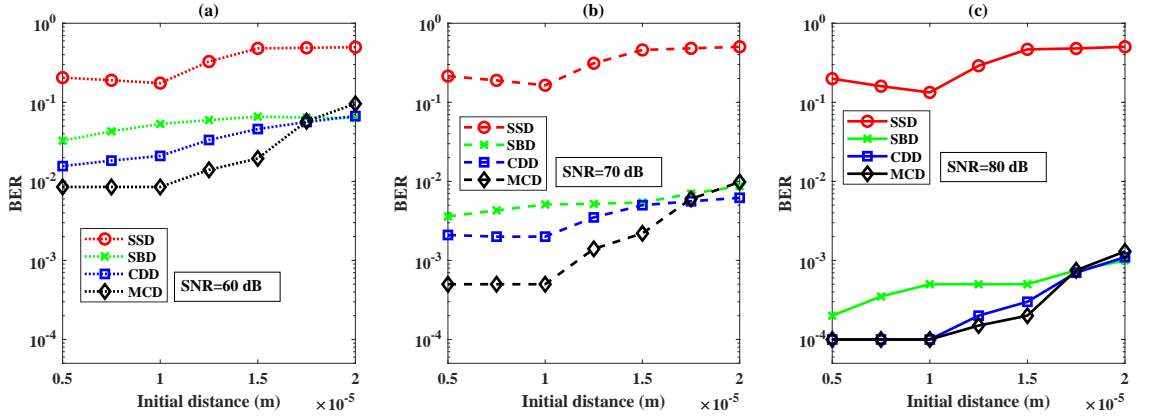 (a)
BER
10^0
10^-1
10^-2
10^-3
10^-4
SSD
SBD
CDD
MCD
SNR=60 dB
0.5 1 1.5 2
Initial distance (m) ×10^-5
(b)
BER
10^0
10^-1
10^-2
10^-3
10^-4
SSD
SBD
CDD
MCD
SNR=70 dB
0.5 1 1.5 2
Initial distance (m) ×10^-5
(c)
BER
10^0
10^-1
10^-2
10^-3
10^-4
SSD
SBD
CDD
MCD
SNR=80 dB
0.5 1 1.5 2
Initial distance (m) ×10^-5